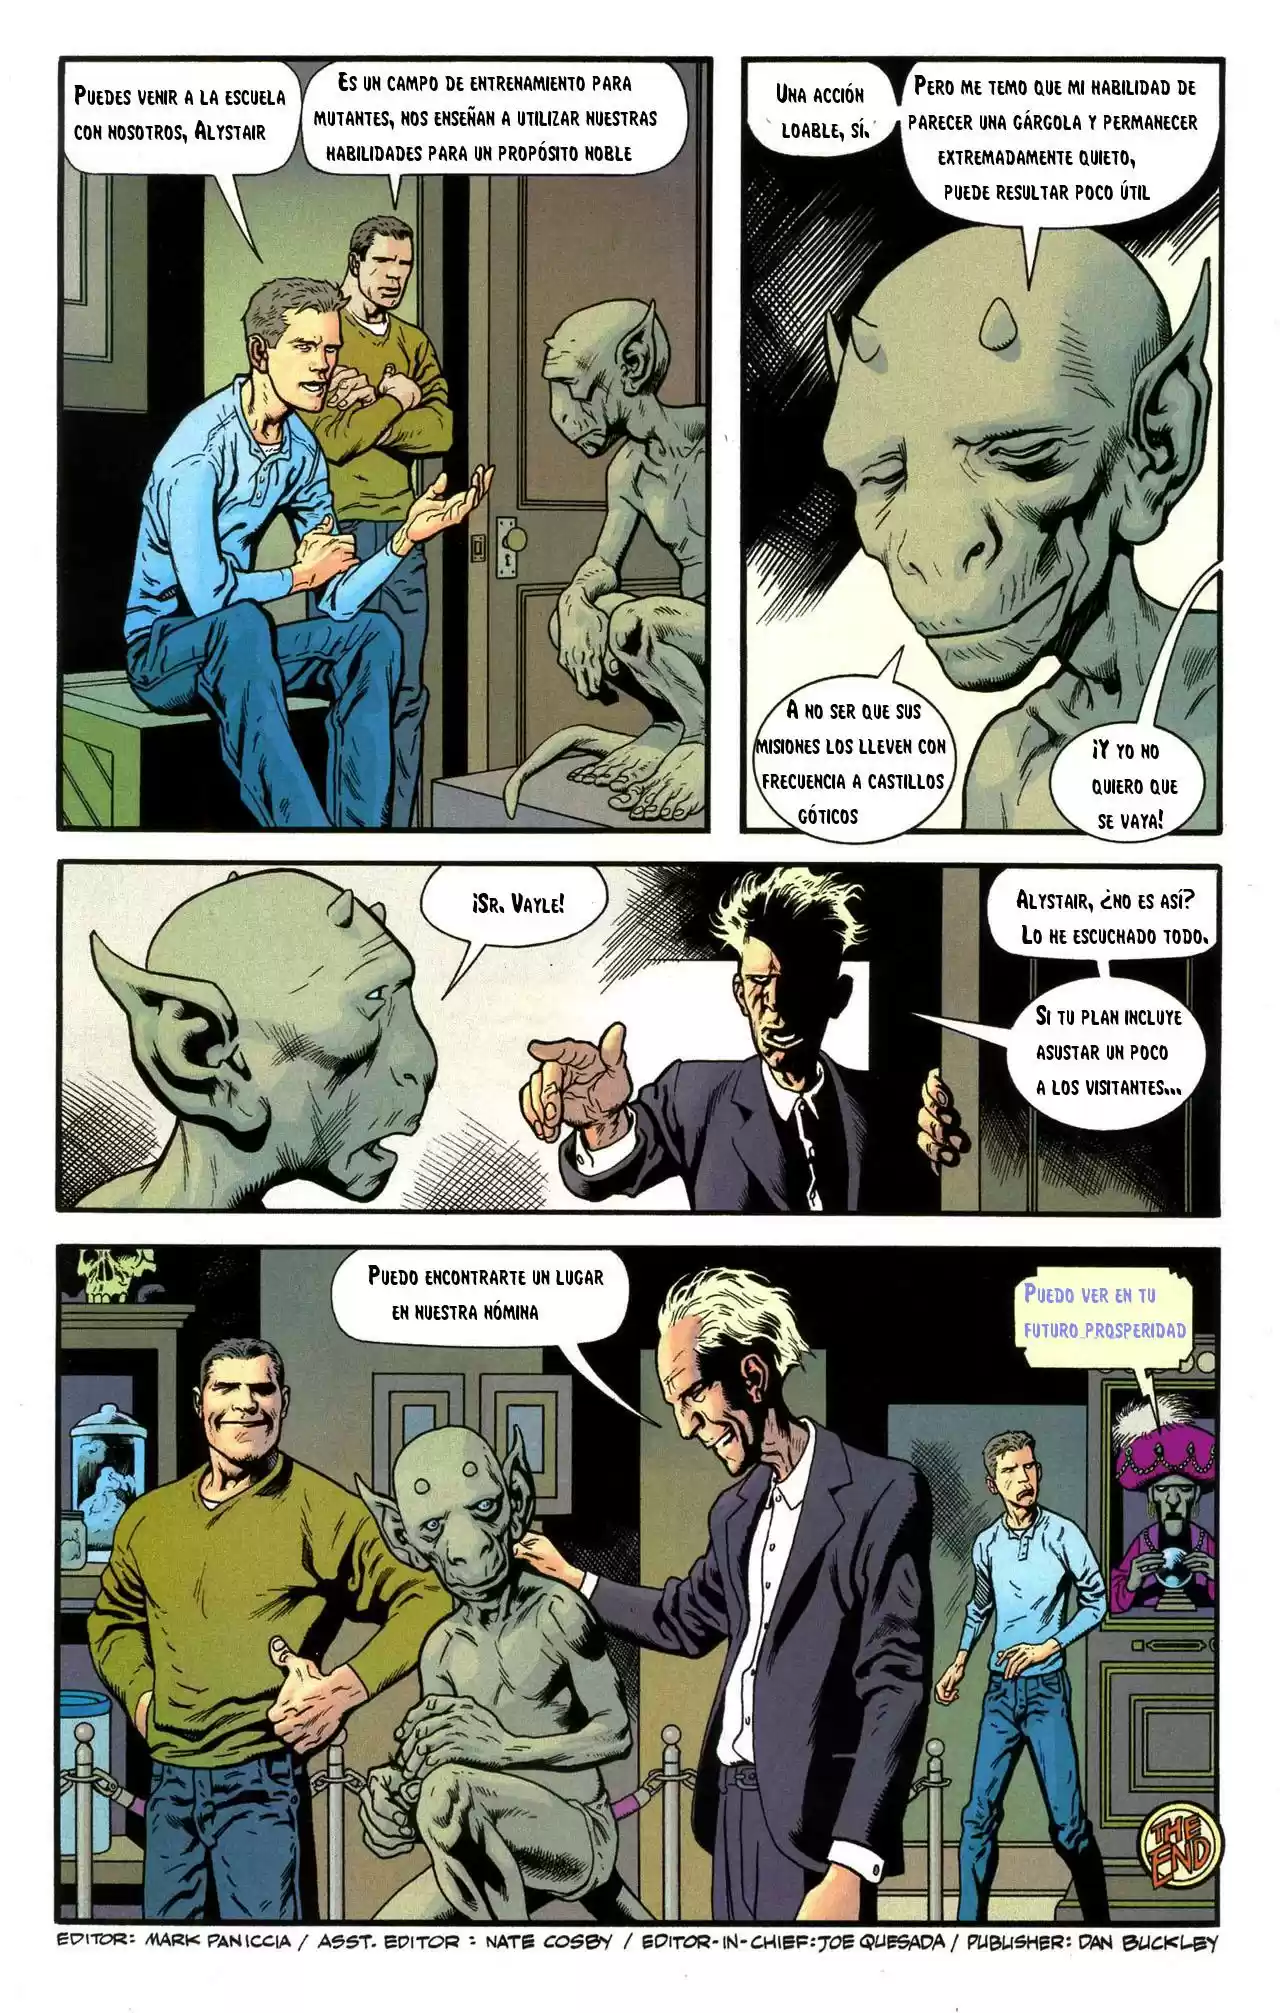 Puedes venir a la escuela
con nosotros, Alystair
Es un campo de entrenamiento para
mutantes, nos enseñan a utilizar nuestras
habilidades para un propósito noble
Una acción
loable, sí.
Pero me temo que mi habilidad de
parecer una gárgola y permanecer
extremadamente quieto,
puede resultar poco útil
A no ser que sus
misiones los lleven con
frecuencia a castillos
góticos
¡Y yo no
quiero que
se vaya!
¡Sr. Vayle!
Alystair, ¿no es así?
Lo he escuchado todo.
Si tu plan incluye
asustar un poco
a los visitantes...
Puedo encontrarte un lugar
en nuestra nómina
Puedo ver en tu
futuro prosperidad
THE
END
EDITOR: MARK PANICCIA / ASST. EDITOR : NATE COSBY / EDITOR-IN-CHIEF: JOE QUESADA / PUBLISHER: DAN BUCKLEY